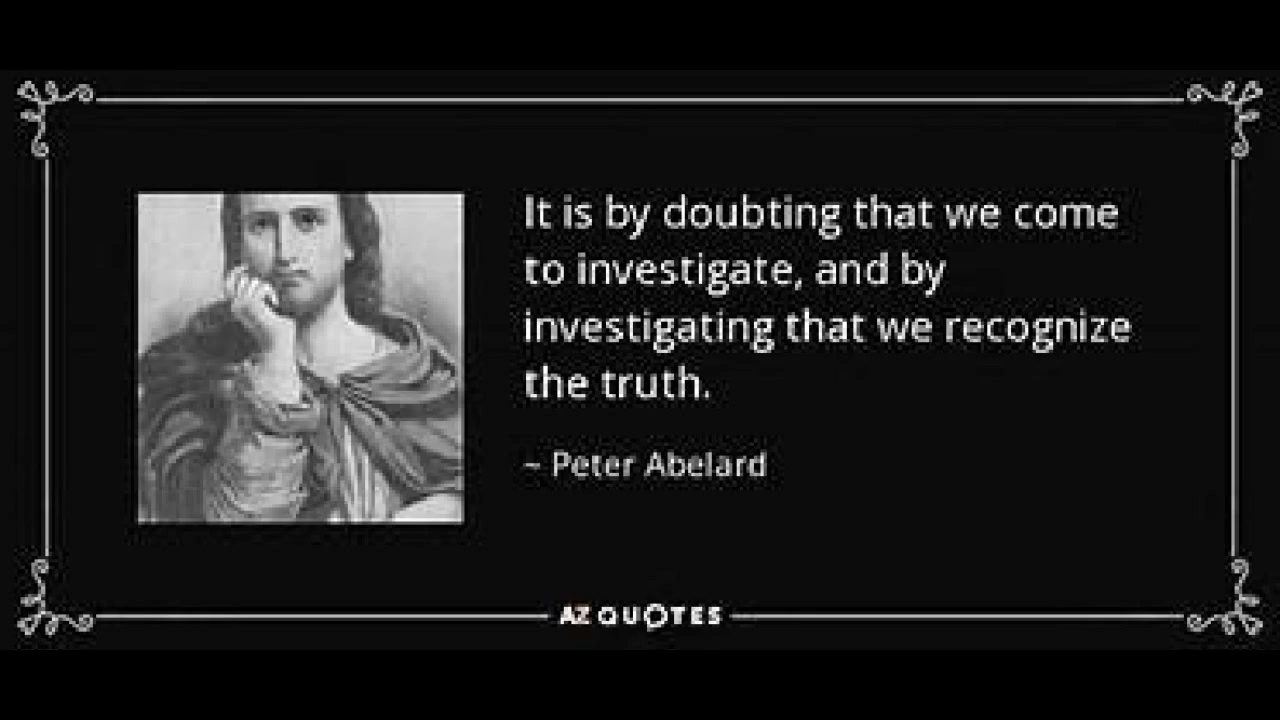 It is by doubting that we come
to investigate, and by
investigating that we recognize
the truth.
~ Peter Abelard
AZ QUOTES